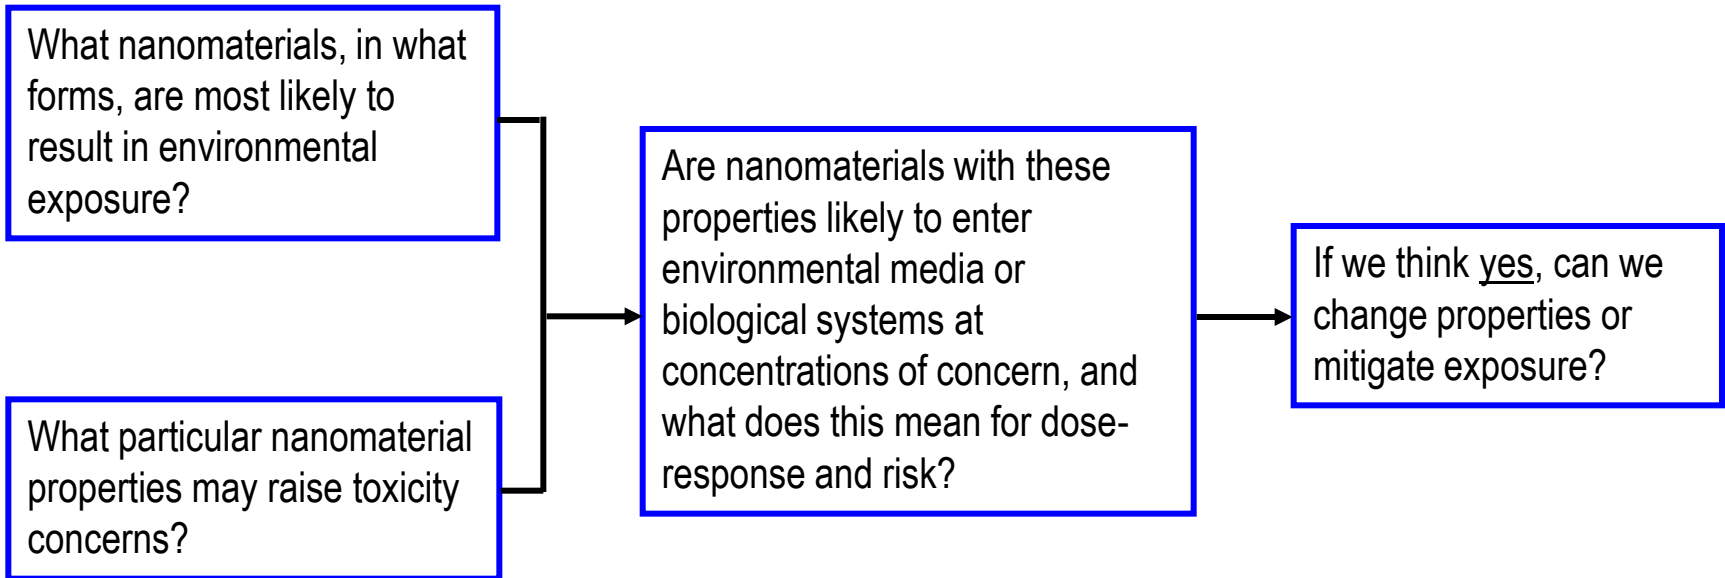 What nanomaterials, in what
forms, are most likely to
result in environmental
exposure?
What particular nanomaterial
properties may raise toxicity
concerns?
Are nanomaterials with these
properties likely to enter
environmental media or
biological systems at
concentrations of concern, and
what does this mean for dose-
response and risk?
If we think yes, can we
change properties or
mitigate exposure?